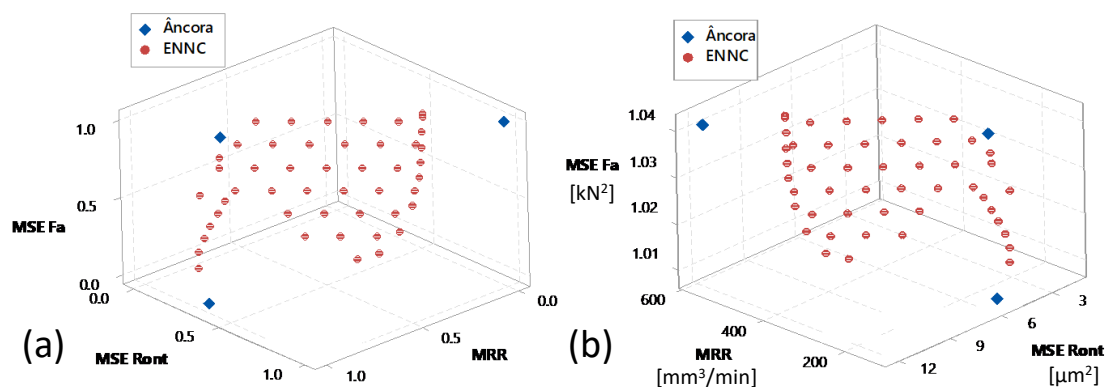 Âncora
ENNC
1.0
MSE Fa
0.5
0.0
0.0
0.5
MSE Ront
1.0
1.0
0.5
MRR
0.0
(a)
Âncora
ENNC
1.04
MSE Fa
1.03
[kN²]
1.02
1.01
600
400
MRR
200
[mm³/min]
12
9
6
3
MSE Ront
[µm²]
(b)